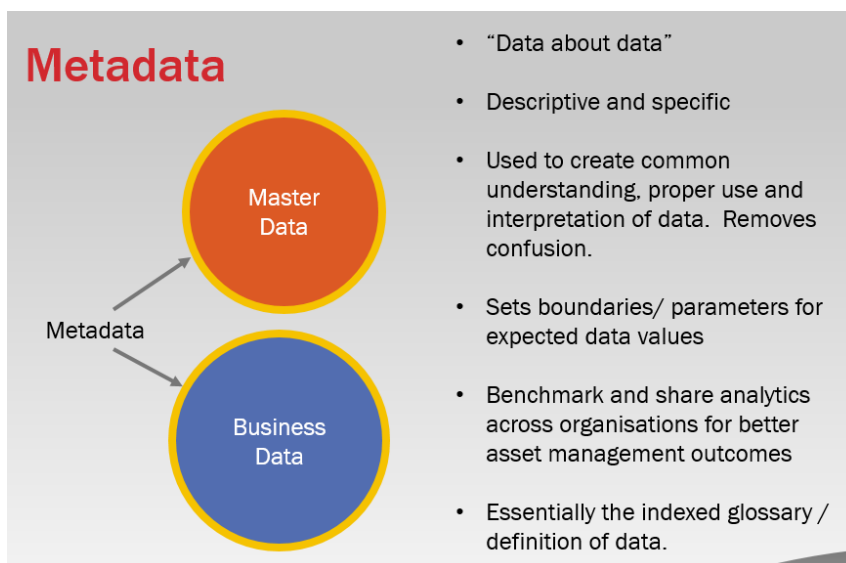 Metadata
Master
Data
Metadata
Business
Data
• “Data about data”
• Descriptive and specific
• Used to create common
understanding, proper use and
interpretation of data.  Removes
confusion.
• Sets boundaries/ parameters for
expected data values
• Benchmark and share analytics
across organisations for better
asset management outcomes
• Essentially the indexed glossary /
definition of data.